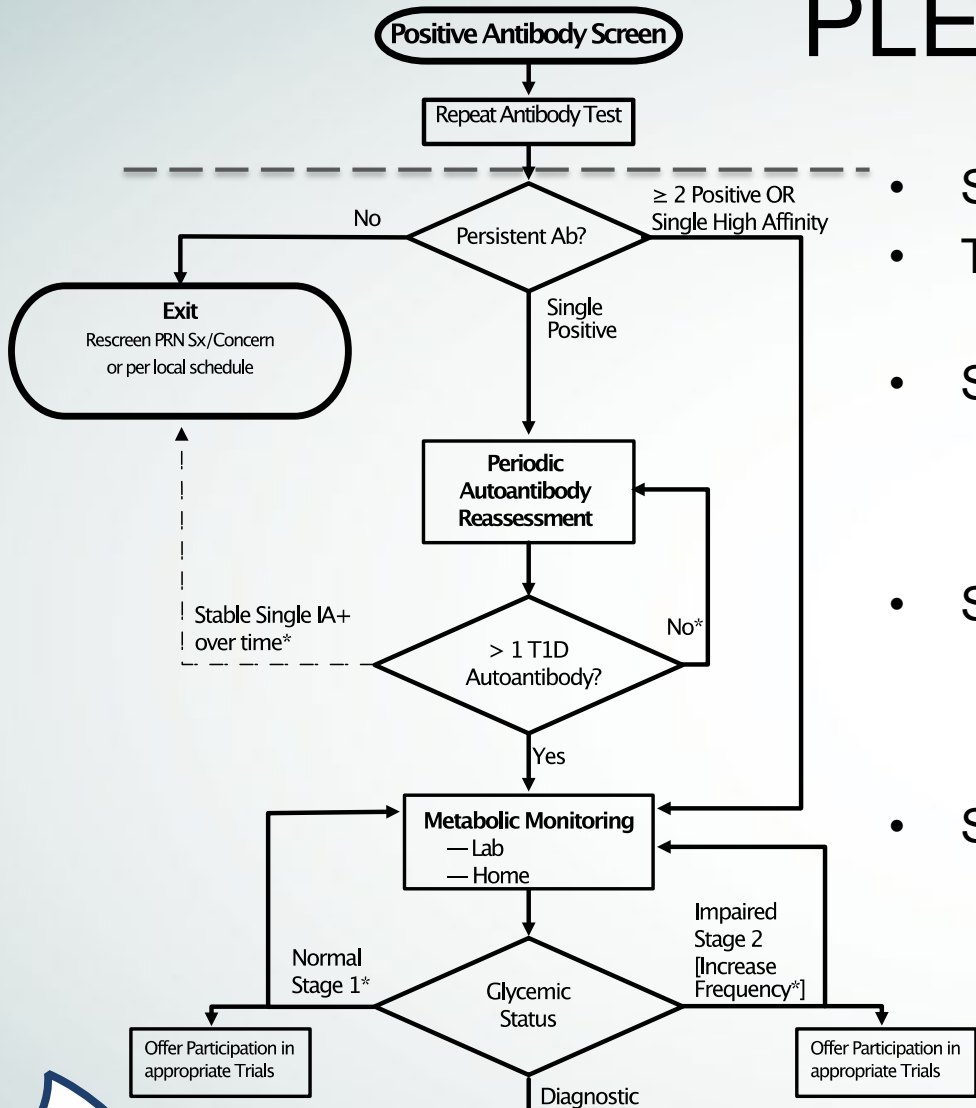 Positive Antibody Screen
PLE
Repeat Antibody Test
≥ 2 Positive OR
Single High Affinity
No
Persistent Ab?
• S
• T
• S
• S
• S
Exit
Rescreen PRN Sx/Concern
or per local schedule
Single
Positive
Periodic
Autoantibody
Reassessment
Stable Single IA+
over time*
No*
> 1 T1D
Autoantibody?
Yes
Metabolic Monitoring
— Lab
— Home
Normal
Stage 1*
Impaired
Stage 2
[Increase
Frequency*]
Glycemic
Status
Offer Participation in
appropriate Trials
Offer Participation in
appropriate Trials
Diagnostic